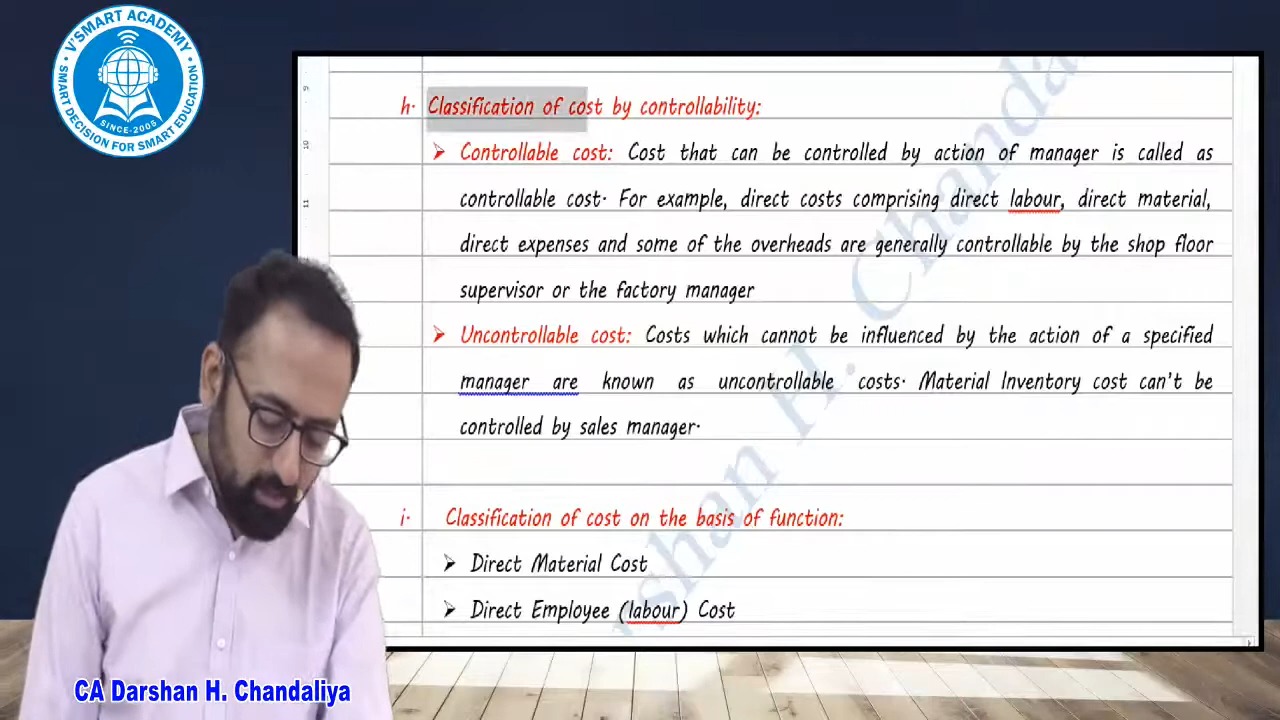 V'SMART ACADEMY
SINCE-2008
SMART DECISION FOR SMART EDUCATION
9
h. Classification of cost by controllability:
10
➢ Controllable cost: Cost that can be controlled by action of manager is called as
11
controllable cost. For example, direct costs comprising direct labour, direct material,
direct expenses and some of the overheads are generally controllable by the shop floor
supervisor or the factory manager
➢ Uncontrollable cost: Costs which cannot be influenced by the action of a specified
manager are known as uncontrollable costs. Material Inventory cost can't be
controlled by sales manager.
i. Classification of cost on the basis of function:
➢ Direct Material Cost
➢ Direct Employee (labour) Cost
shan H. Chanda
CA Darshan H. Chandaliya